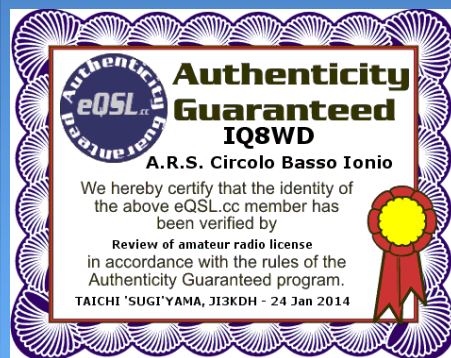 Authenticity Guaranteed
eQSL.cc
Authenticity
Guaranteed
IQ8WD
A.R.S. Circolo Basso Ionio
We hereby certify that the identity of
the above eQSL.cc member has
been verified by
Review of amateur radio license
in accordance with the rules of the
Authenticity Guaranteed program.
TAICHI 'SUGI'YAMA, JI3KDH - 24 Jan 2014